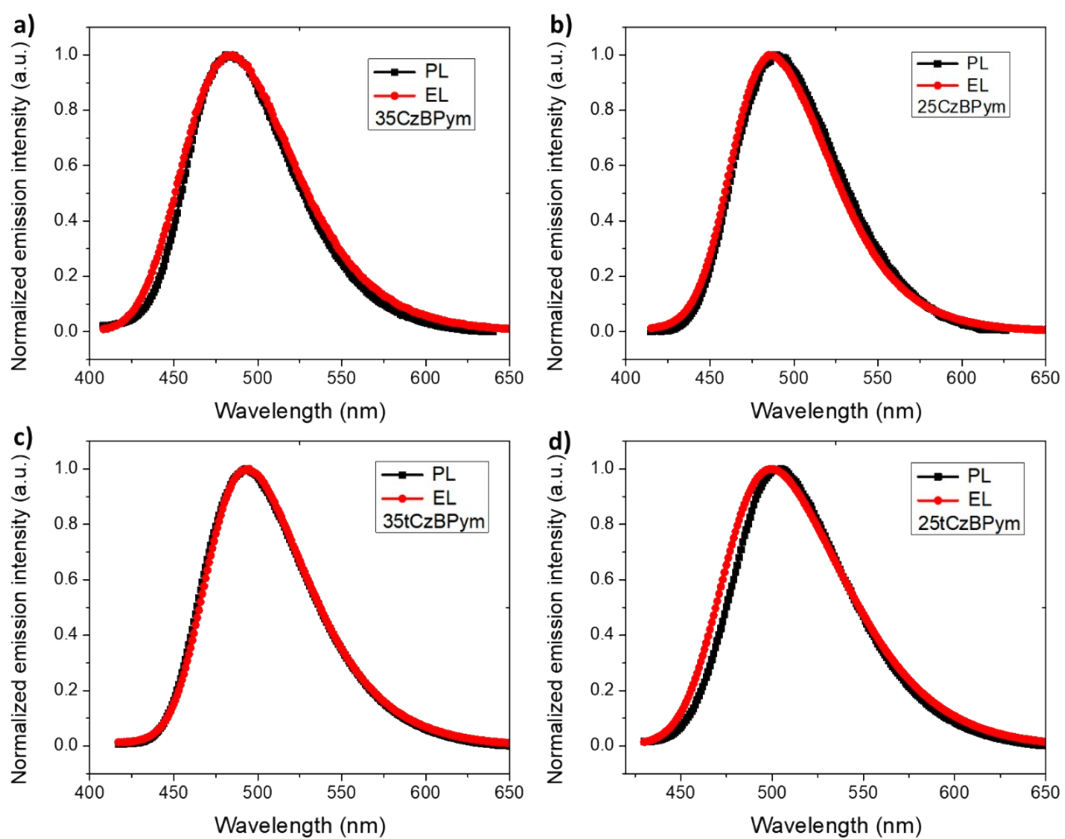 a)
Normalized emission intensity (a.u.)
1.0
0.8
0.6
0.4
0.2
0.0
PL
EL
35CzBPym
400 450 500 550 600 650
Wavelength (nm)
b)
Normalized emission intensity (a.u.)
1.0
0.8
0.6
0.4
0.2
0.0
PL
EL
25CzBPym
400 450 500 550 600 650
Wavelength (nm)
c)
Normalized emission intensity (a.u.)
1.0
0.8
0.6
0.4
0.2
0.0
PL
EL
35tCzBPym
400 450 500 550 600 650
Wavelength (nm)
d)
Normalized emission intensity (a.u.)
1.0
0.8
0.6
0.4
0.2
0.0
PL
EL
25tCzBPym
450 500 550 600 650
Wavelength (nm)